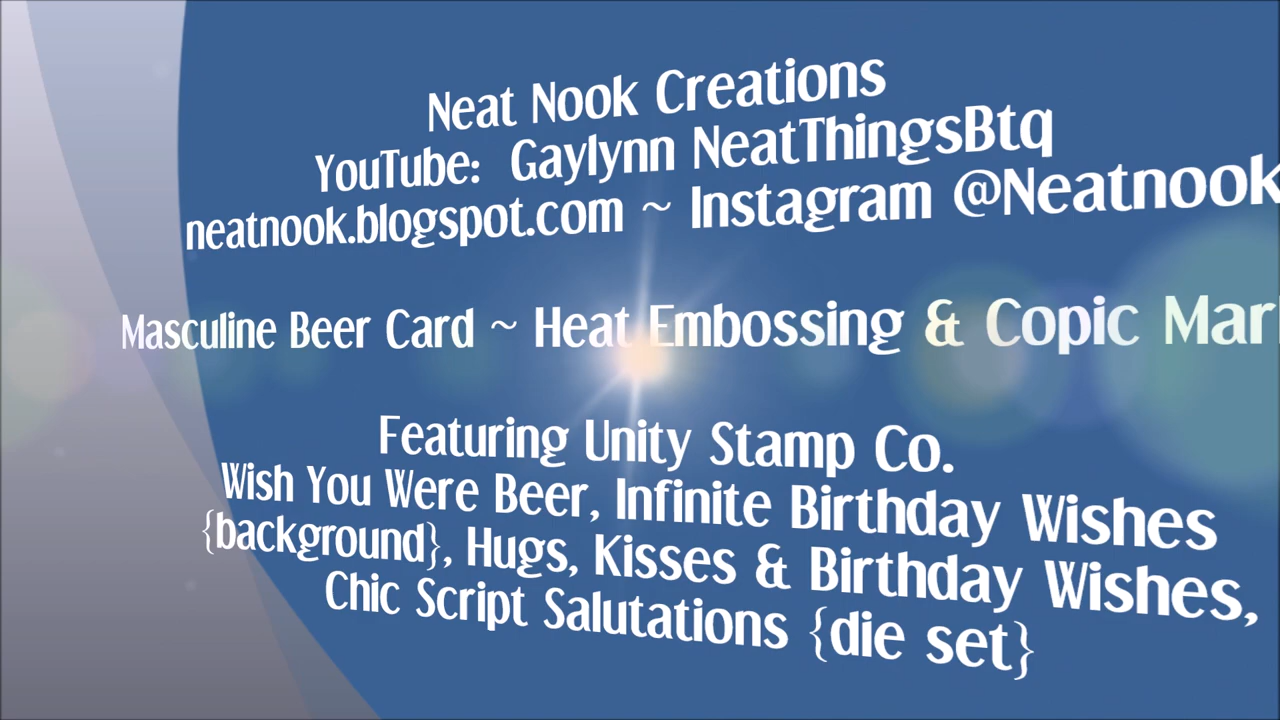 Neat Nook Creations
YouTube: Gaylynn NeatThingsBtq
neatnook.blogspot.com ~ Instagram @Neatnook
Masculine Beer Card ~ Heat Embossing & Copic Mar
Featuring Unity Stamp Co.
Wish You Were Beer, Infinite Birthday Wishes
{background}, Hugs, Kisses & Birthday Wishes,
Chic Script Salutations {die set}